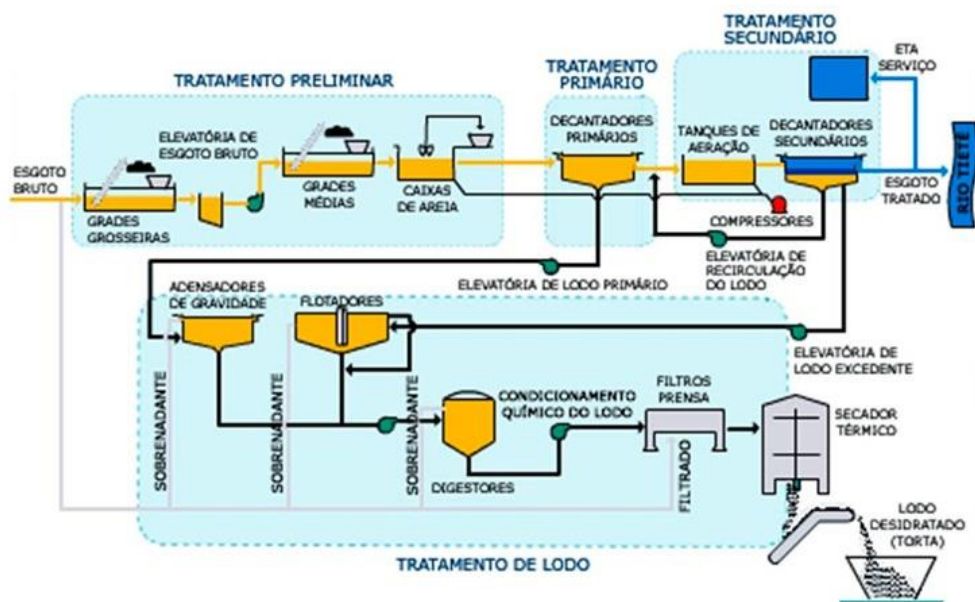 TRATAMENTO
SECUNDÁRIO
ETA
SERVIÇO
TRATAMENTO PRELIMINAR
TRATAMENTO
PRIMÁRIO
ELEVATÓRIA DE
ESGOTO BRUTO
DECANTADORES
PRIMÁRIOS
TANQUES DE
AERAÇÃO
DECANTADORES
SECUNDÁRIOS
ESGOTO
BRUTO
GRADES
GROSSEIRAS
GRADES
MÉDIAS
CAIXAS
DE AREIA
COMPRESSORES
ESGOTO
TRATADO
RIO TIETÊ
ELEVATÓRIA DE LODO PRIMÁRIO
ELEVATÓRIA DE
RECIRCULAÇÃO
DO LODO
ADENSADORES
DE GRAVIDADE
FLOTADORES
ELEVATÓRIA DE
LODO EXCEDENTE
SOBRENADANTE
SOBRENADANTE
SOBRENADANTE
CONDICIONAMENTO
QUÍMICO DO LODO
FILTROS
PRENSA
SECADOR
TÉRMICO
DIGESTORES
FILTRADO
LODO
DESIDRATADO
(TORTA)
TRATAMENTO DE LODO